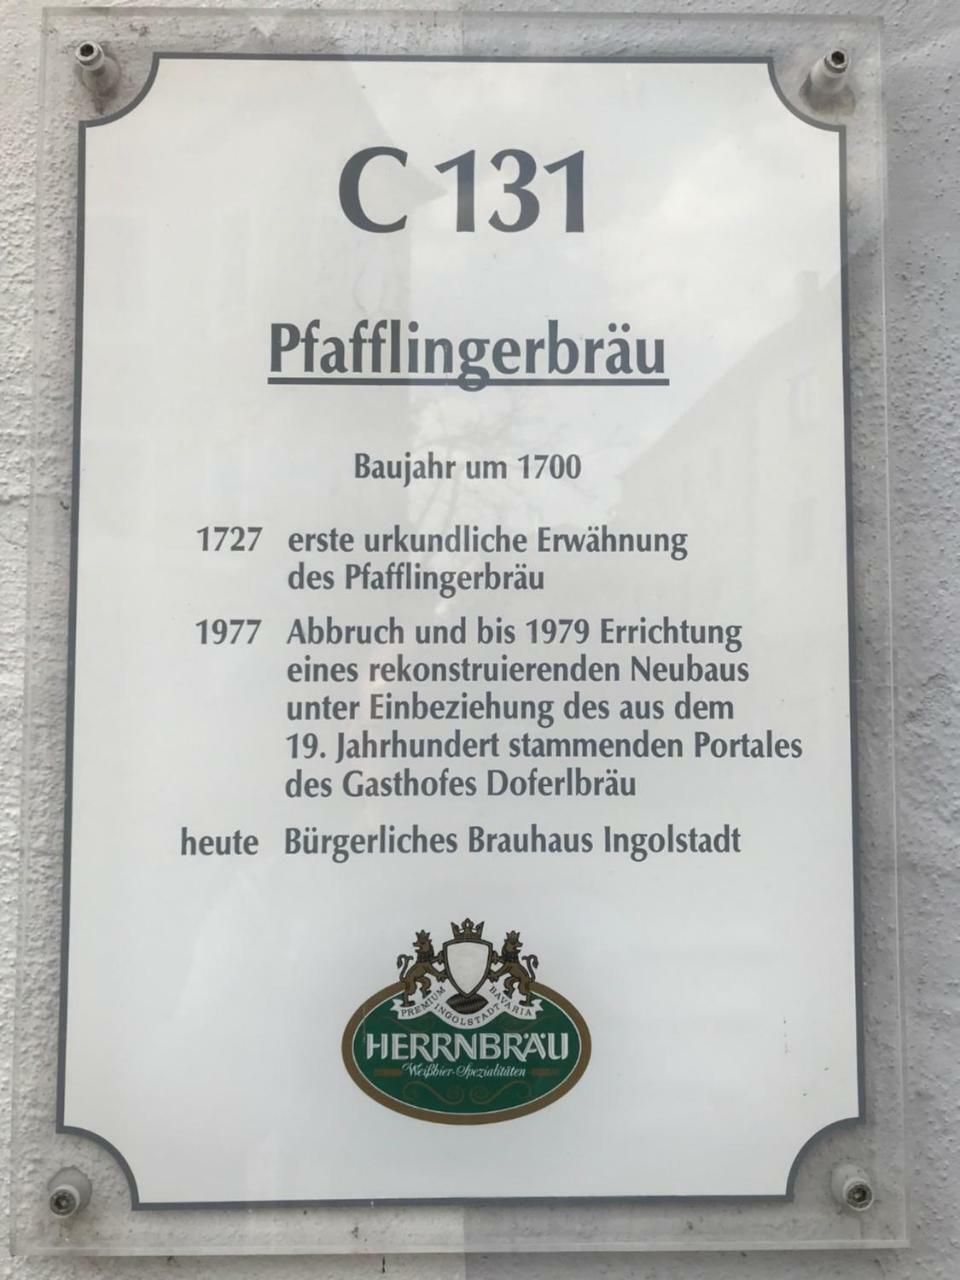 C 131
Pfafflingerbräu
Baujahr um 1700
1727 erste urkundliche Erwähnung
des Pfafflingerbräu
1977 Abbruch und bis 1979 Errichtung
eines rekonstruierenden Neubaus
unter Einbeziehung des aus dem
19. Jahrhundert stammenden Portales
des Gasthofes Doferlbräu
heute Bürgerliches Brauhaus Ingolstadt
PREMIUM INGOLSTADT BAVARIA
HERRNBRÄU
Weißbier-Spezialitäten